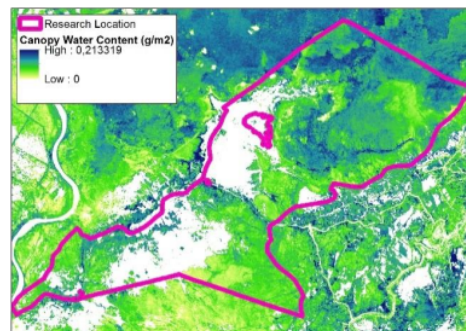 Research Location
Canopy Water Content (g/m2)
High : 0,213319
Low : 0